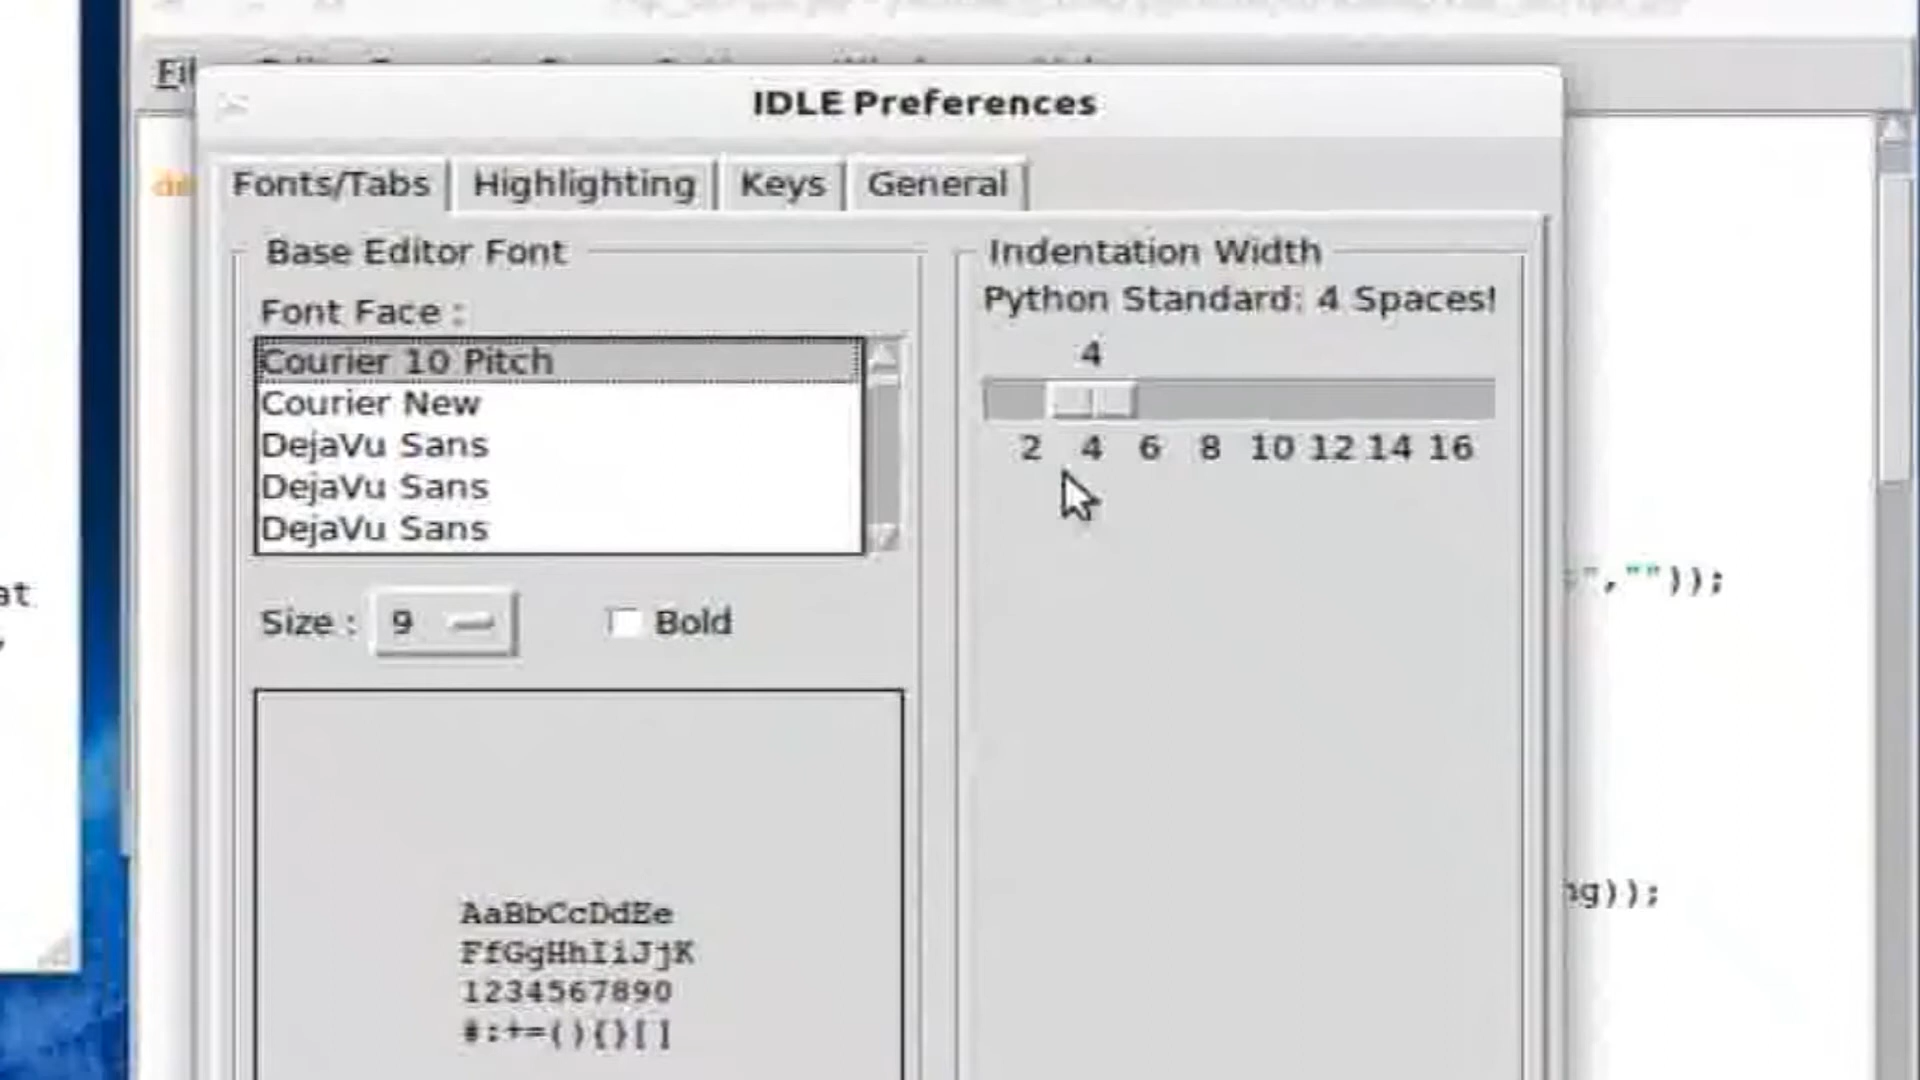 IDLE Preferences
Fonts/Tabs Highlighting Keys General
Base Editor Font
Font Face :
Courier 10 Pitch
Courier New
DejaVu Sans
DejaVu Sans
DejaVu Sans
Size : 9 Bold
AaBbCcDdEe
FfGgHhIiJjK
1234567890
#:+=(){}[]
Indentation Width
Python Standard: 4 Spaces!
4
2 4 6 8 10 12 14 16
at
",""));
ng));